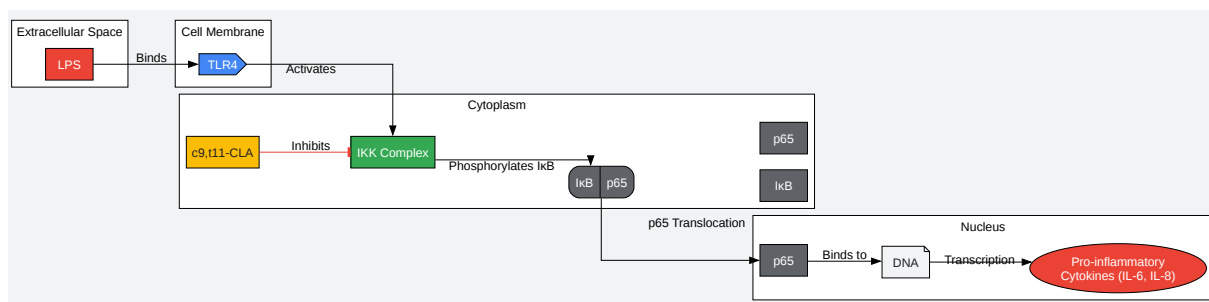 Extracellular Space
LPS
Binds
Cell Membrane
TLR4
Activates
Cytoplasm
c9,t11-CLA
Inhibits
IKK Complex
Phosphorylates IκB
IκB
p65
p65
IκB
p65 Translocation
Nucleus
p65
Binds to
DNA
Transcription
Pro-inflammatory
Cytokines (IL-6, IL-8)